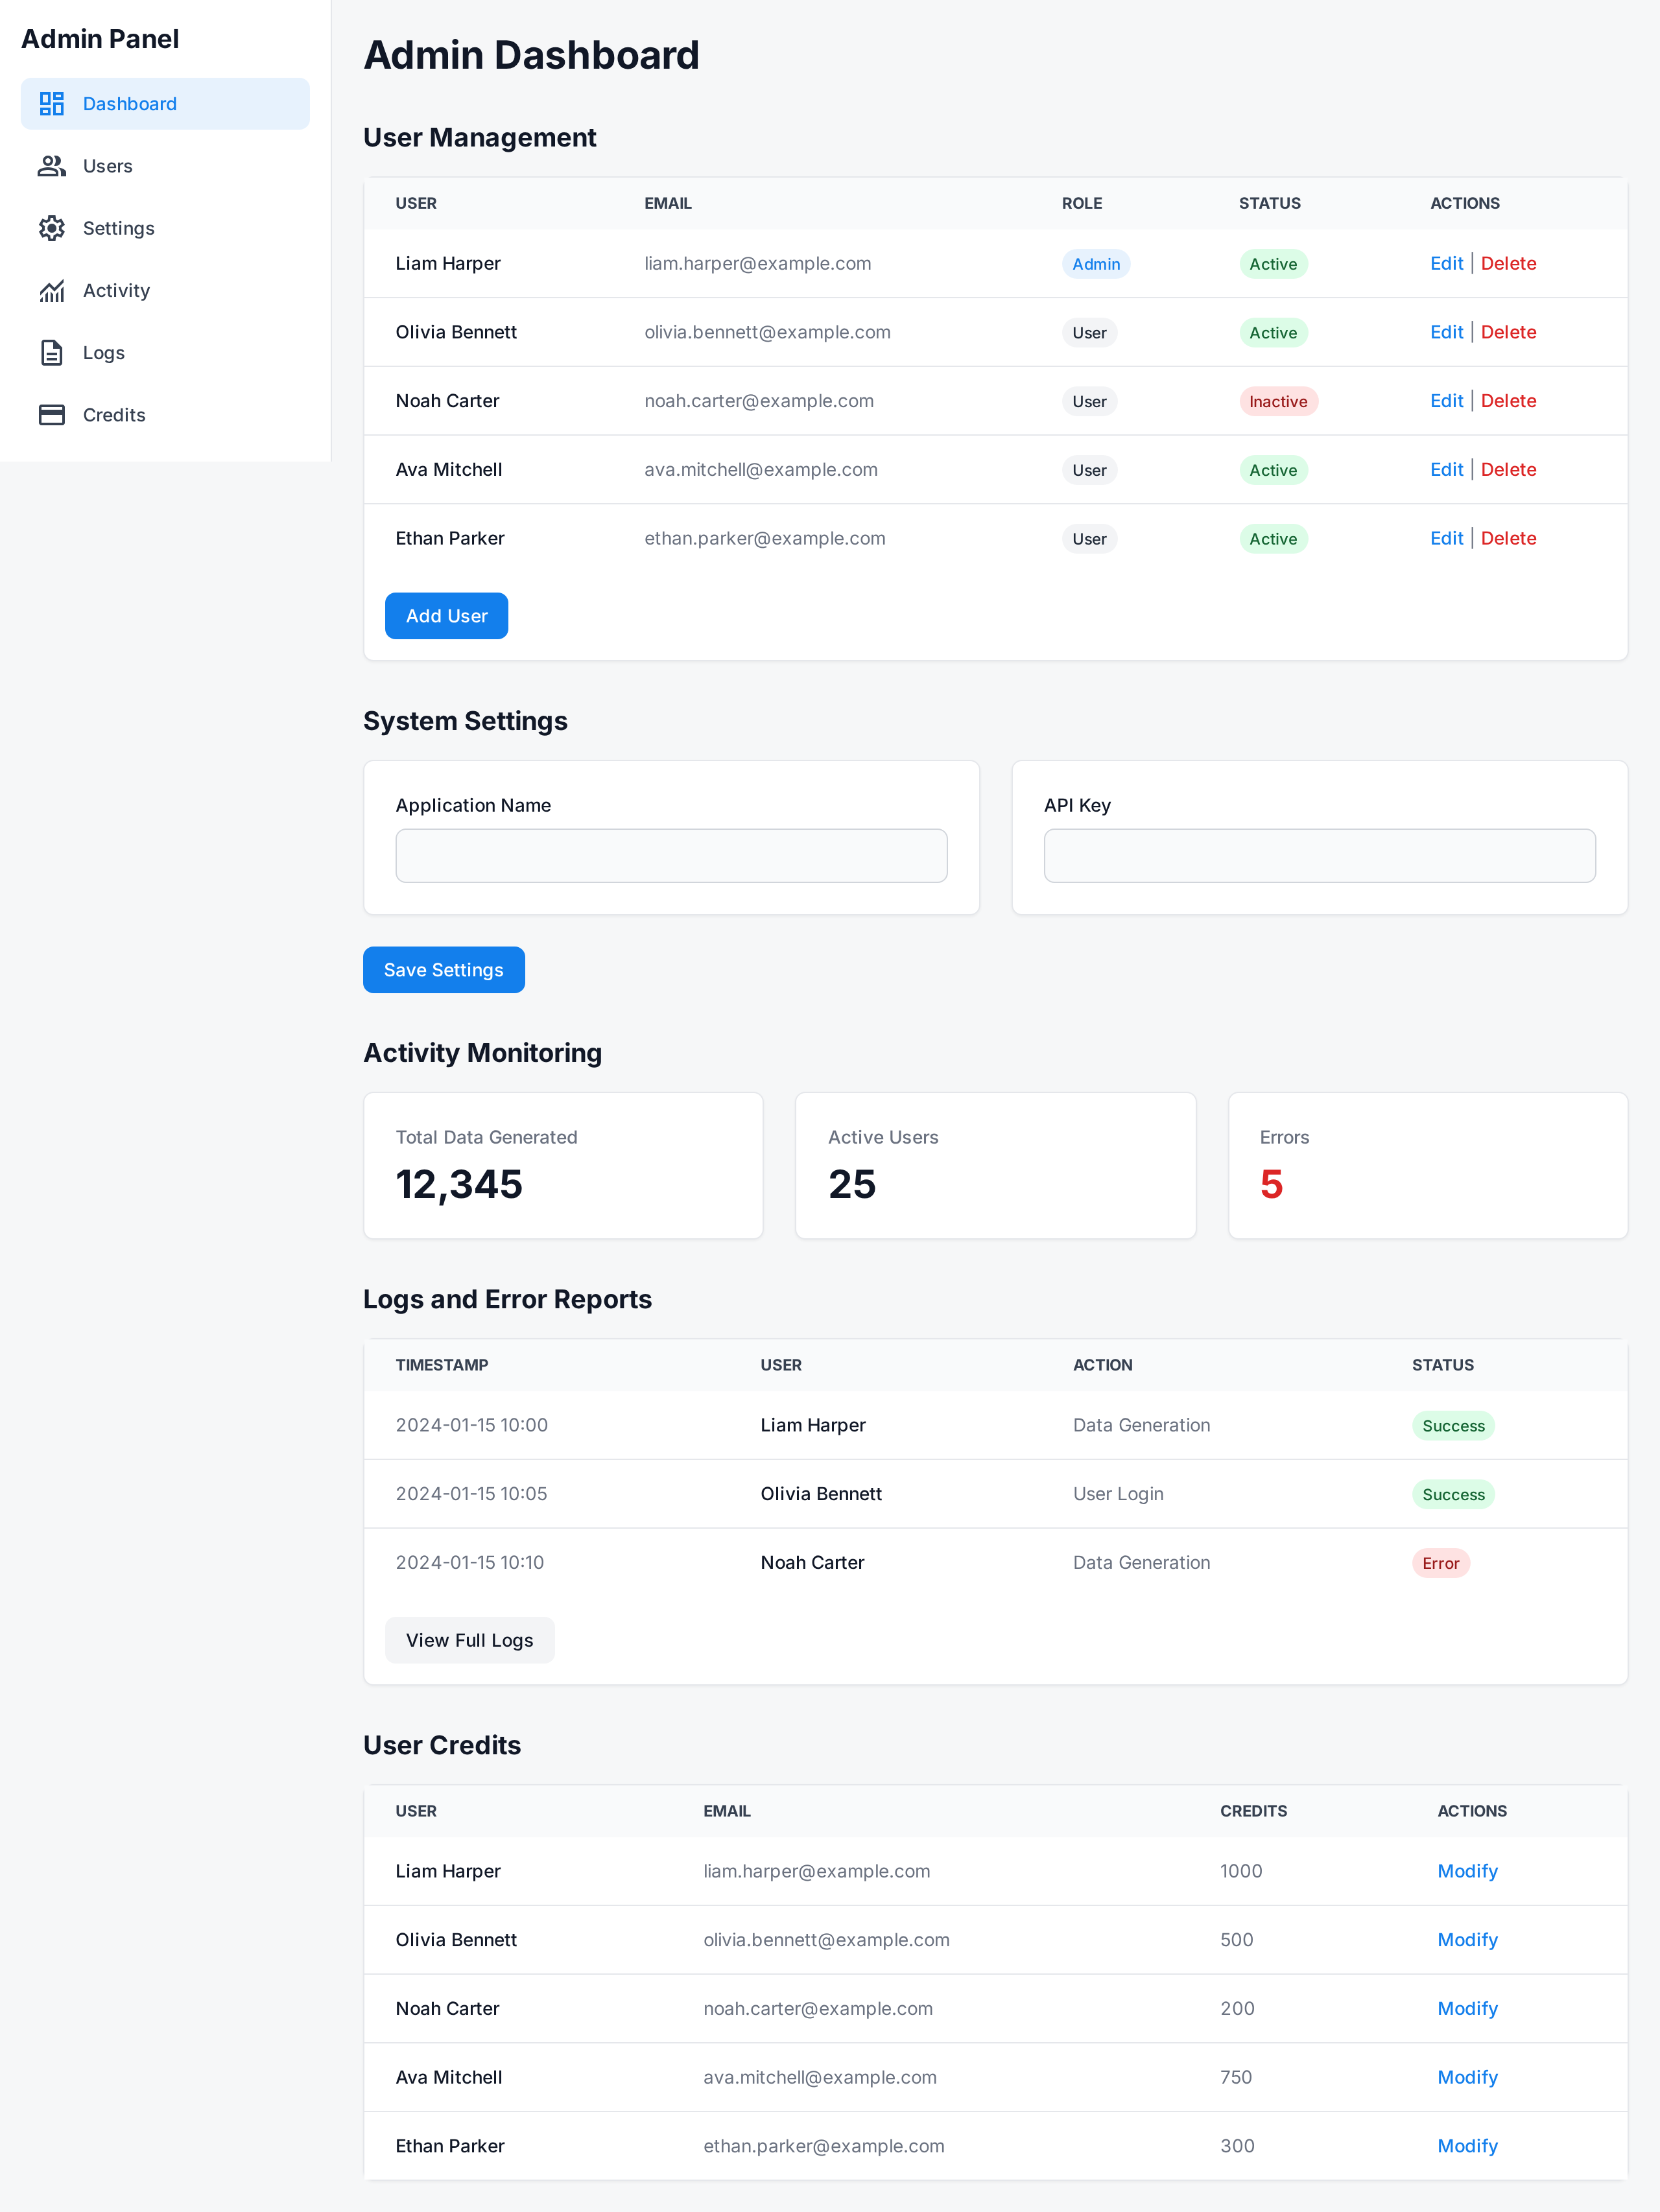 Admin Panel
Dashboard
Users
Settings
Activity
Logs
Credits
Admin Dashboard
User Management
USER EMAIL ROLE STATUS ACTIONS
Liam Harper liam.harper@example.com Admin Active Edit | Delete
Olivia Bennett olivia.bennett@example.com User Active Edit | Delete
Noah Carter noah.carter@example.com User Inactive Edit | Delete
Ava Mitchell ava.mitchell@example.com User Active Edit | Delete
Ethan Parker ethan.parker@example.com User Active Edit | Delete
Add User
System Settings
Application Name API Key
Save Settings
Activity Monitoring
Total Data Generated Active Users Errors
12,345 25 5
Logs and Error Reports
TIMESTAMP USER ACTION STATUS
2024-01-15 10:00 Liam Harper Data Generation Success
2024-01-15 10:05 Olivia Bennett User Login Success
2024-01-15 10:10 Noah Carter Data Generation Error
View Full Logs
User Credits
USER EMAIL CREDITS ACTIONS
Liam Harper liam.harper@example.com 1000 Modify
Olivia Bennett olivia.bennett@example.com 500 Modify
Noah Carter noah.carter@example.com 200 Modify
Ava Mitchell ava.mitchell@example.com 750 Modify
Ethan Parker ethan.parker@example.com 300 Modify